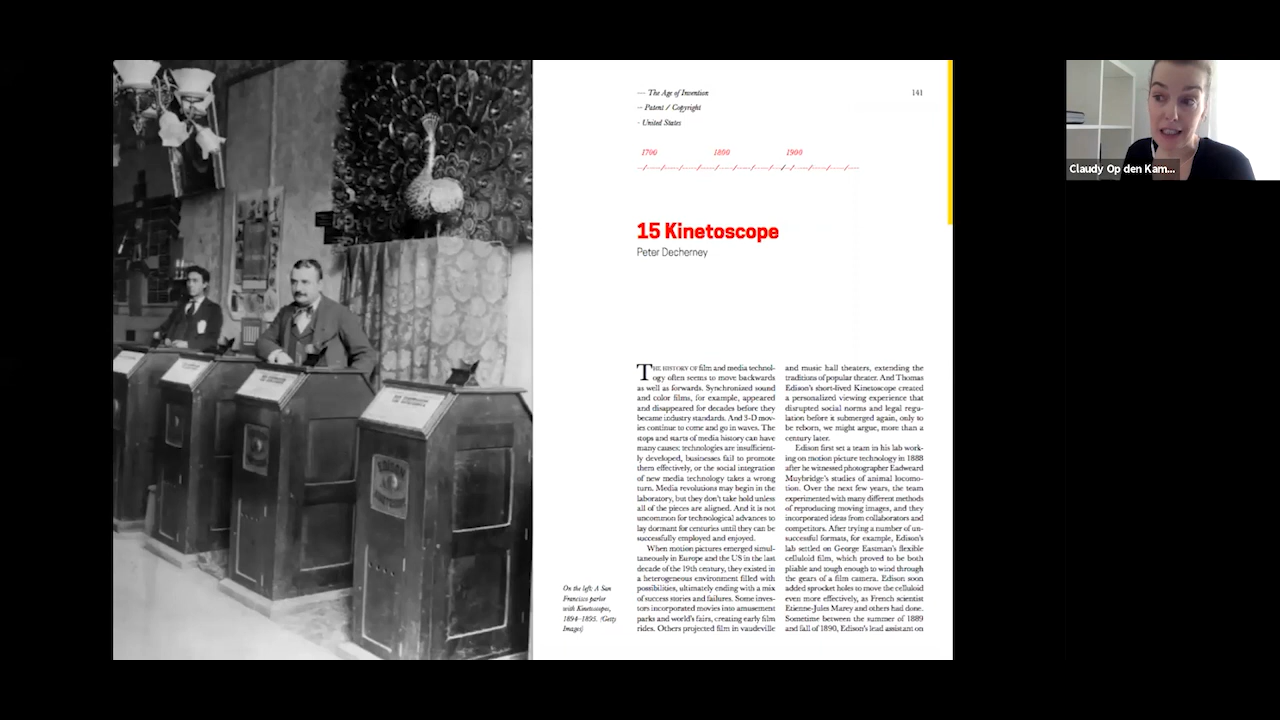 — The Age of Invention
-- Patent / Copyright
- United States
141
1700 1800 1900
15 Kinetoscope
Peter Decherney
THE HISTORY OF film and media technol-
ogy often seems to move backwards
as well as forwards. Synchronized sound
and color films, for example, appeared
and disappeared for decades before they
became industry standards. And 3-D mov-
ies continue to come and go in waves. The
stops and starts of media history can have
many causes: technologies are insufficient-
ly developed, businesses fail to promote
them effectively, or the social integration
of new media technology takes a wrong
turn. Media revolutions may begin in the
laboratory, but they don't take hold unless
all of the pieces are aligned. And it is not
uncommon for technological advances to
lay dormant for centuries until they can be
successfully employed and enjoyed.
When motion pictures emerged simul-
taneously in Europe and the US in the last
decade of the 19th century, they existed in
a heterogeneous environment filled with
possibilities, ultimately ending with a mix
of success stories and failures. Some inves-
tors incorporated movies into amusement
parks and world's fairs, creating early film
rides. Others projected film in vaudeville
and music hall theaters, extending the
traditions of popular theater. And Thomas
Edison's short-lived Kinetoscope created
a personalized viewing experience that
disrupted social norms and legal regu-
lation before it submerged again, only to
be reborn, we might argue, more than a
century later.
Edison first set a team in his lab work-
ing on motion picture technology in 1888
after he witnessed photographer Eadweard
Muybridge's studies of animal locomo-
tion. Over the next few years, the team
experimented with many different methods
of reproducing moving images, and they
incorporated ideas from collaborators and
competitors. After trying a number of un-
successful formats, for example, Edison's
lab settled on George Eastman's flexible
celluloid film, which proved to be both
pliable and tough enough to wind through
the gears of a film camera. Edison soon
added sprocket holes to move the celluloid
even more effectively, as French scientist
Etienne-Jules Marey and others had done.
Sometime between the summer of 1889
and fall of 1890, Edison's lead assistant on
On the left: A San
Francisco parlor
with Kinetoscopes,
1894–1895. (Getty
Images)
Claudy Op den Kam...